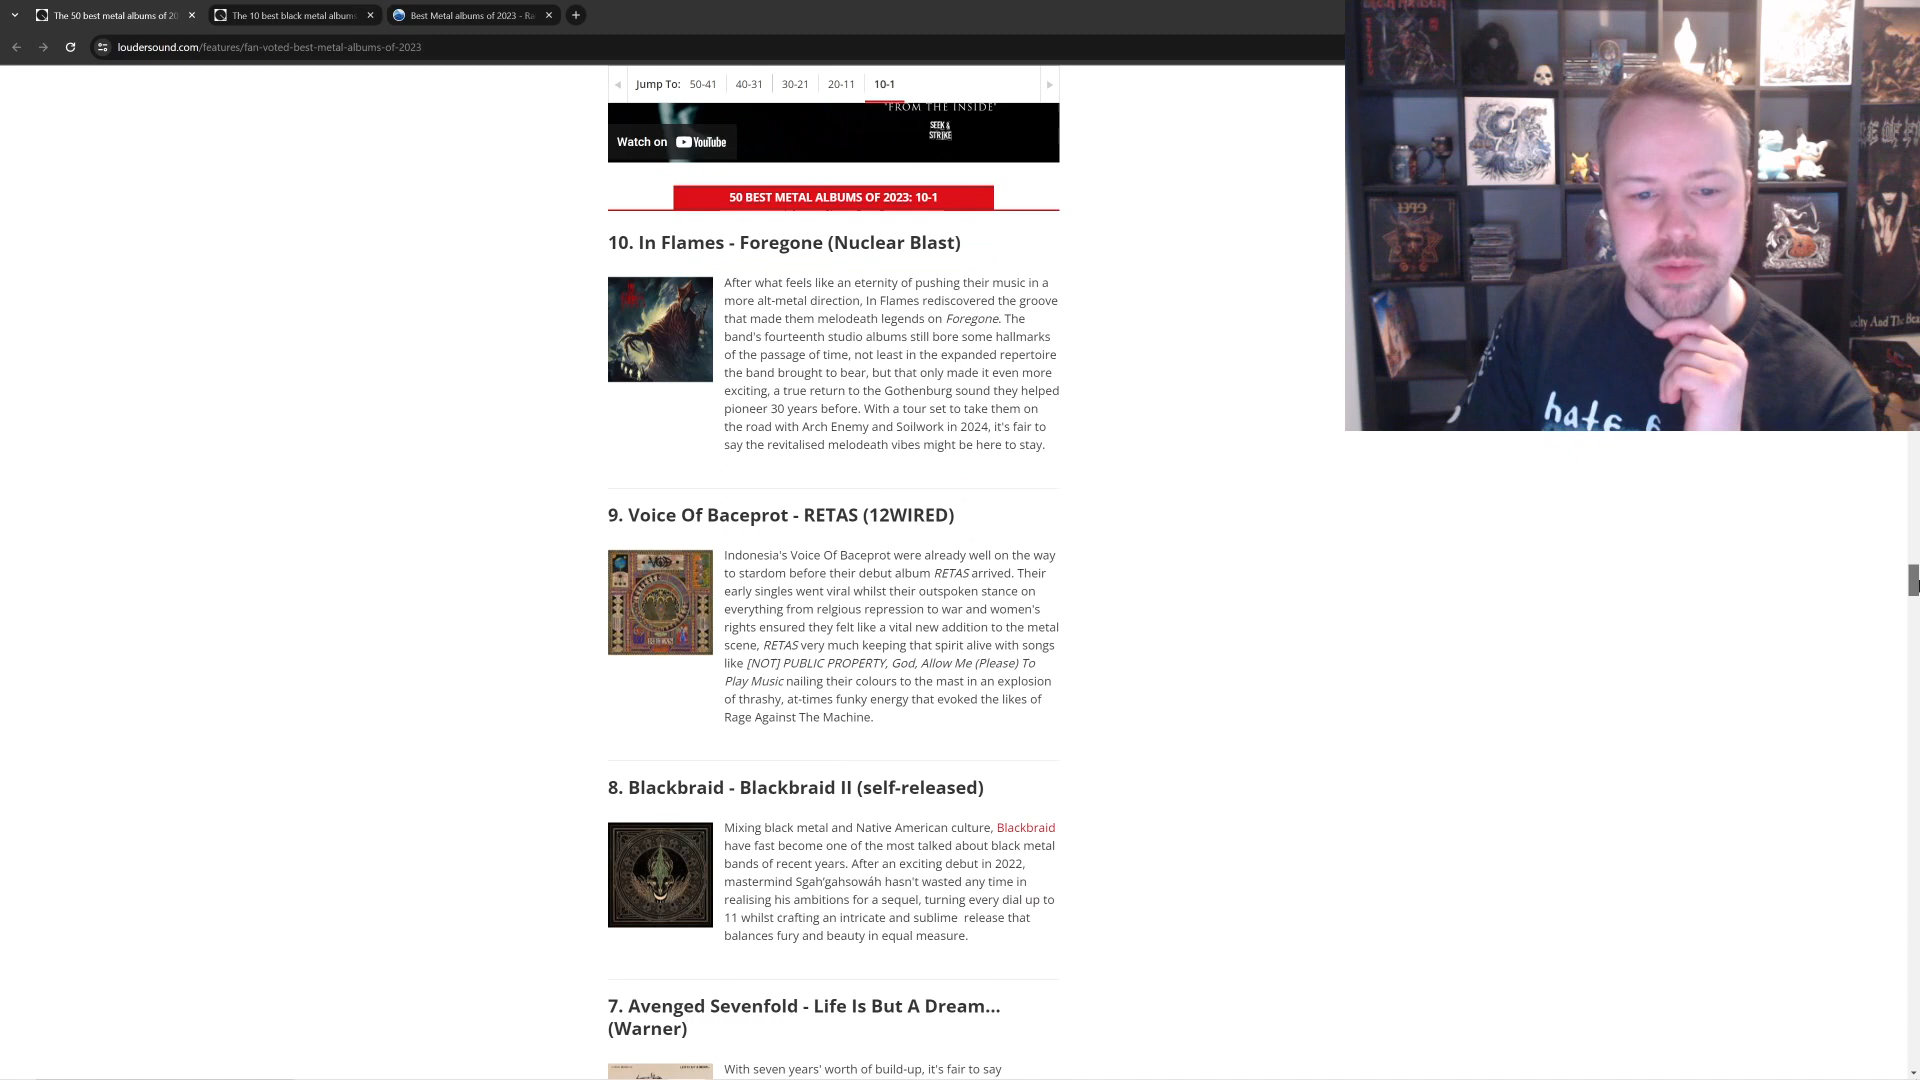 The 50 best metal albums of 20
The 10 best black metal albums
Best Metal albums of 2023 - Ra
loudersound.com/features/fan-voted-best-metal-albums-of-2023
Jump To: 50-41 40-31 30-21 20-11 10-1
"FROM THE INSIDE"
SEEK &
STRIKE
Watch on YouTube
50 BEST METAL ALBUMS OF 2023: 10-1
10. In Flames - Foregone (Nuclear Blast)
After what feels like an eternity of pushing their music in a
more alt-metal direction, In Flames rediscovered the groove
that made them melodeath legends on Foregone. The
band's fourteenth studio albums still bore some hallmarks
of the passage of time, not least in the expanded repertoire
the band brought to bear, but that only made it even more
exciting, a true return to the Gothenburg sound they helped
pioneer 30 years before. With a tour set to take them on
the road with Arch Enemy and Soilwork in 2024, it's fair to
say the revitalised melodeath vibes might be here to stay.
9. Voice Of Baceprot - RETAS (12WIRED)
RETAS
Indonesia's Voice Of Baceprot were already well on the way
to stardom before their debut album RETAS arrived. Their
early singles went viral whilst their outspoken stance on
everything from relgious repression to war and women's
rights ensured they felt like a vital new addition to the metal
scene, RETAS very much keeping that spirit alive with songs
like [NOT] PUBLIC PROPERTY, God, Allow Me (Please) To
Play Music nailing their colours to the mast in an explosion
of thrashy, at-times funky energy that evoked the likes of
Rage Against The Machine.
8. Blackbraid - Blackbraid II (self-released)
Mixing black metal and Native American culture, Blackbraid
have fast become one of the most talked about black metal
bands of recent years. After an exciting debut in 2022,
mastermind Sgah'gahsowáh hasn't wasted any time in
realising his ambitions for a sequel, turning every dial up to
11 whilst crafting an intricate and sublime release that
balances fury and beauty in equal measure.
7. Avenged Sevenfold - Life Is But A Dream...
(Warner)
With seven years' worth of build-up, it's fair to say
hate
And The Bea